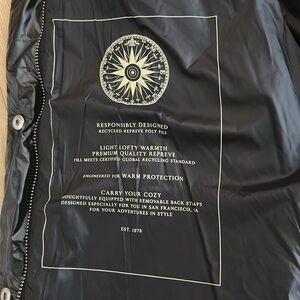 RESPONSIBLY DESIGNED
RECYCLED REPREVE POLY FILL
LIGHT LOFTY WARMTH
PREMIUM QUALITY REPREVE
FILL MEETS CERTIFIED GLOBAL RECYCLING STANDARD
ENGINEERED FOR WARM PROTECTION
CARRY YOUR COZY
OUGHTFULLY EQUIPPED WITH REMOVABLE BACK STRAPS
DESIGNED ESPECIALLY FOR YOU IN SAN FRANCISCO, CA
FOR YOUR ADVENTURES IN STYLE
EST. 1978